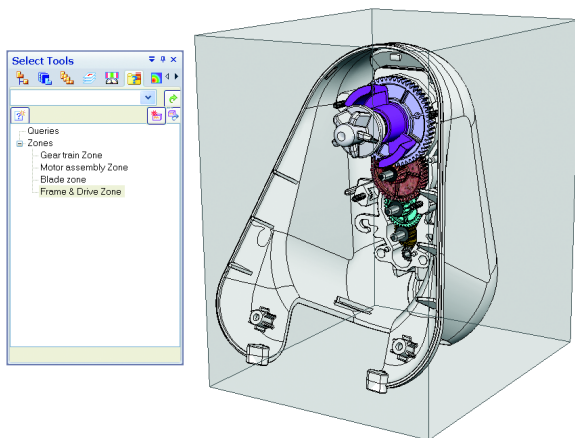 Select Tools
Queries
Zones
Gear train Zone
Motor assembly Zone
Blade zone
Frame & Drive Zone